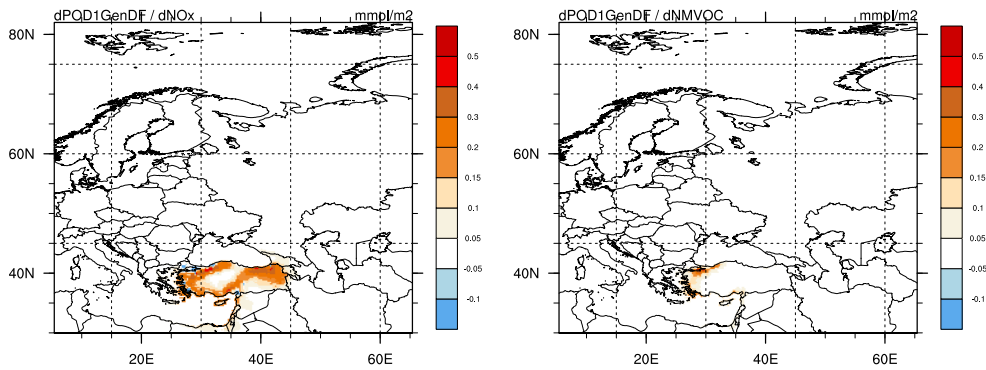 dPOD1GenDF / dNOx mmol/m2
80N
60N
40N
20E 40E 60E
0.5
0.4
0.3
0.2
0.15
0.1
0.05
-0.05
-0.1
dPOD1GenDF / dNMVOC mmol/m2
80N
60N
40N
20E 40E 60E
0.5
0.4
0.3
0.2
0.15
0.1
0.05
-0.05
-0.1